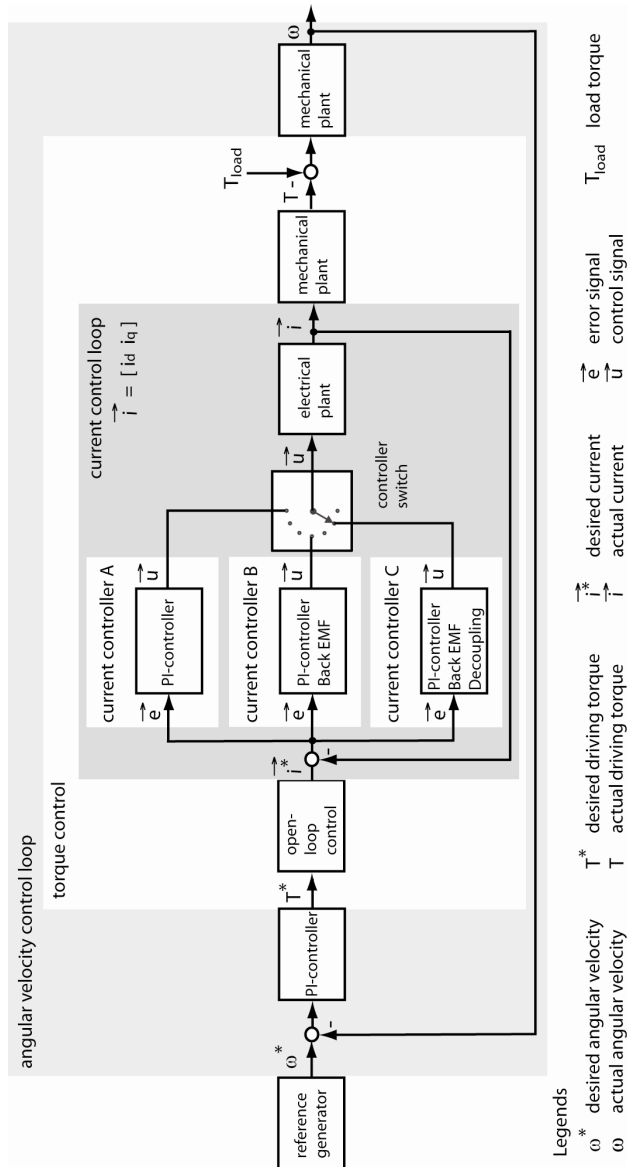 angular velocity control loop
torque control
current control loop
i = [ id iq ]
current controller A
current controller B
current controller C
reference
generator
ω*
-
PI-controller
T*
open-
loop
control
i*
-
e
PI-controller
u
e
PI-controller
Back EMF
u
e
PI-controller
Back EMF
Decoupling
u
controller
switch
u
electrical
plant
i
mechanical
plant
T -
Tload
mechanical
plant
ω
Legends
ω* desired angular velocity
ω actual angular velocity
T* desired driving torque
T actual driving torque
i* desired current
i actual current
e error signal
u control signal
Tload load torque